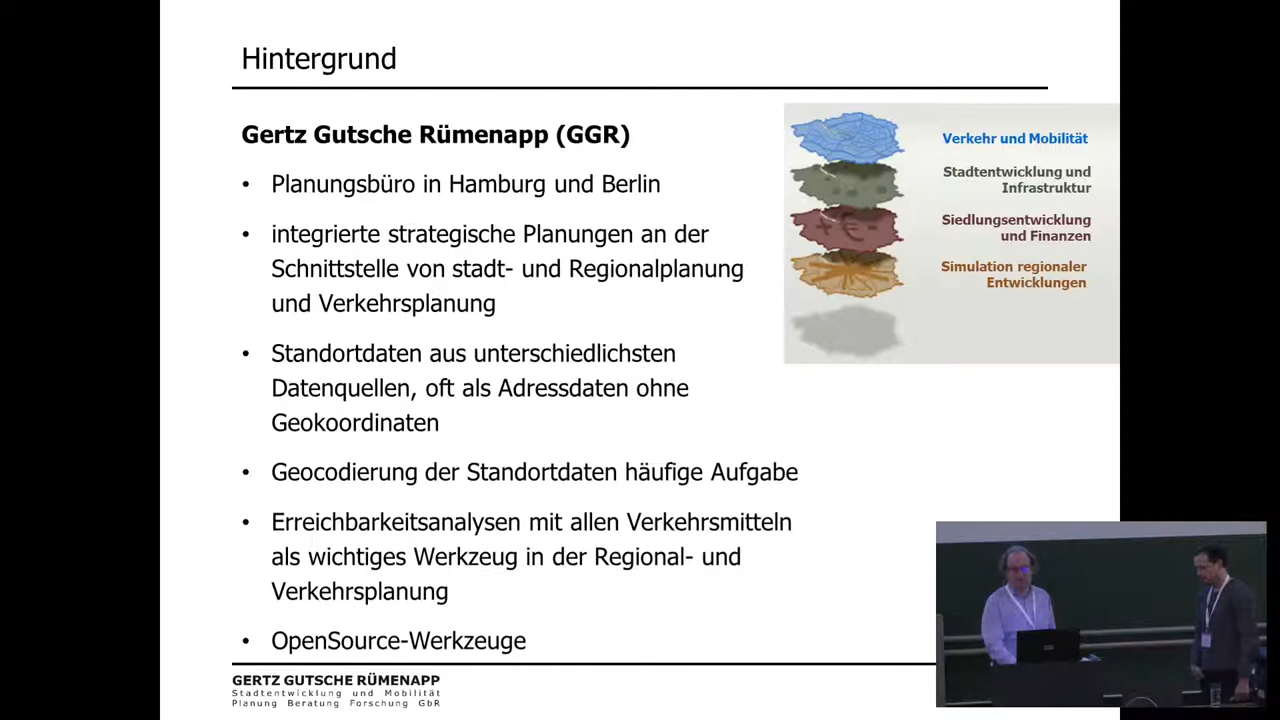 Hintergrund
Gertz Gutsche Rümenapp (GGR)
• Planungsbüro in Hamburg und Berlin
• integrierte strategische Planungen an der
Schnittstelle von stadt- und Regionalplanung
und Verkehrsplanung
• Standortdaten aus unterschiedlichsten
Datenquellen, oft als Adressdaten ohne
Geokoordinaten
• Geocodierung der Standortdaten häufige Aufgabe
• Erreichbarkeitsanalysen mit allen Verkehrsmitteln
als wichtiges Werkzeug in der Regional- und
Verkehrsplanung
• OpenSource-Werkzeuge
Verkehr und Mobilität
Stadtentwicklung und
Infrastruktur
Siedlungsentwicklung
und Finanzen
Simulation regionaler
Entwicklungen
GERTZ GUTSCHE RÜMENAPP
Stadtentwicklung und Mobilität
Planung Beratung Forschung GbR